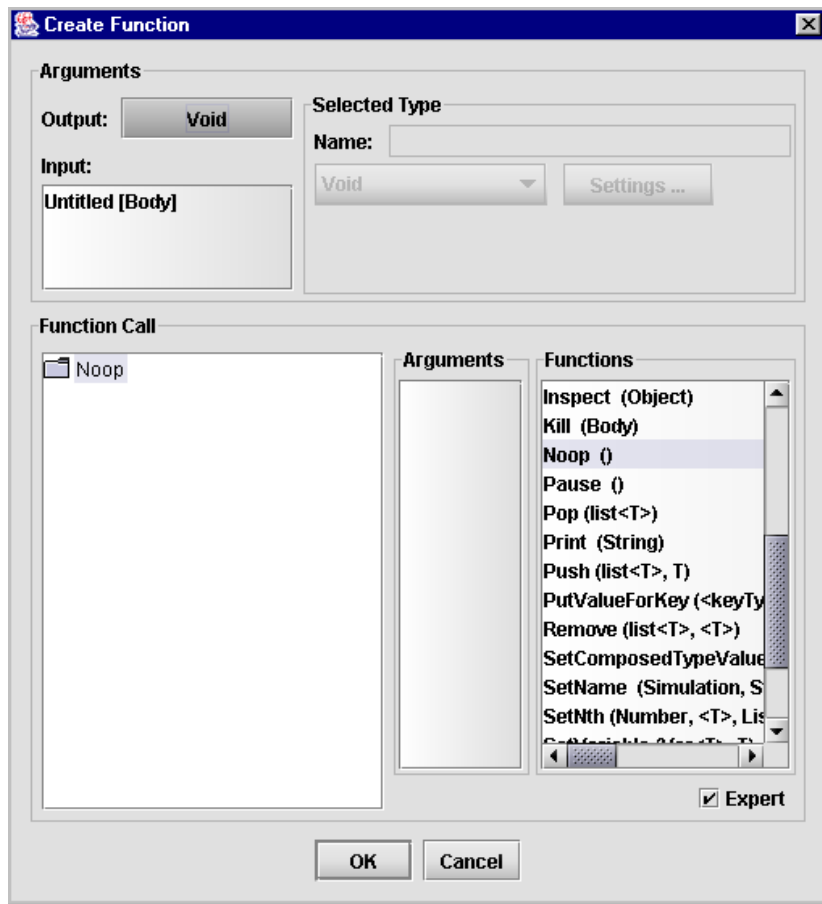 Create Function
Arguments
Output: Void
Input:
Untitled [Body]
Selected Type
Name:
Void
Settings ...
Function Call
Noop
Arguments
Functions
Inspect (Object)
Kill (Body)
Noop ()
Pause ()
Pop (list<T>)
Print (String)
Push (list<T>, T)
PutValueForKey (<keyTy
Remove (list<T>, <T>)
SetComposedTypeValue
SetName (Simulation, S
SetNth (Number, <T>, Lis
Expert
OK
Cancel